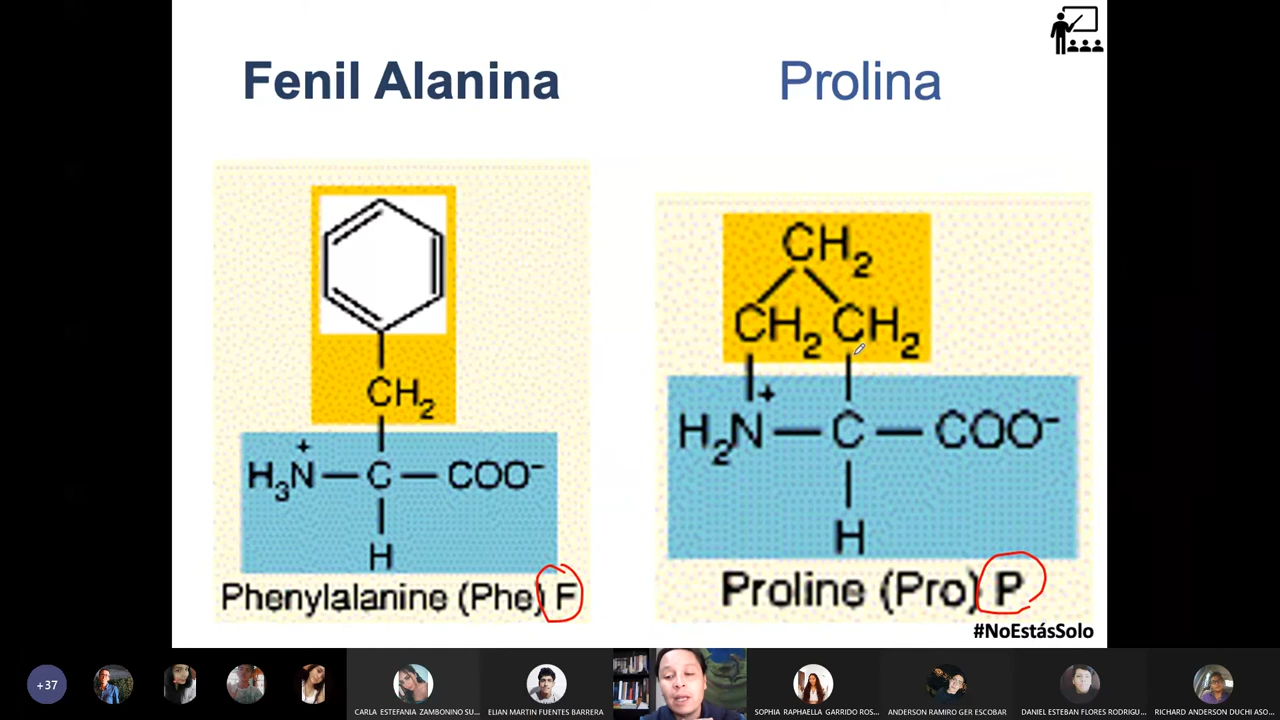 Fenil Alanina
Prolina
CH2
H3N+ — C — COO-
H
Phenylalanine (Phe) F
CH2
CH2 CH2
H2N+ — C — COO-
H
Proline (Pro) P
#NoEstásSolo
+37
CARLA ESTEFANIA ZAMBONINO SU...
ELIAN MARTIN FUENTES BARRERA
SOPHIA RAPHAELLA GARRIDO ROS...
ANDERSON RAMIRO GER ESCOBAR
DANIEL ESTEBAN FLORES RODRIGU...
RICHARD ANDERSON DUCHI ASO...